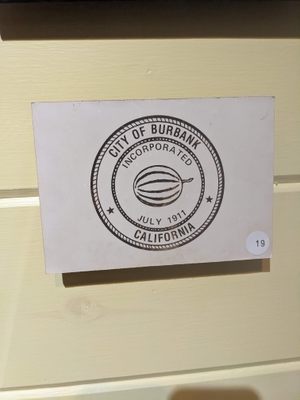 CITY OF BURBANK
INCORPORATED
JULY 1911
CALIFORNIA
19